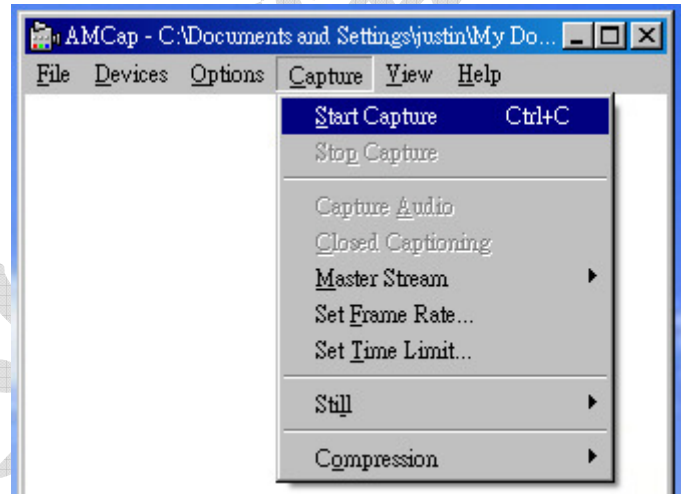 AMCap - C:\Documents and Settings\justin\My Do...
File Devices Options Capture View Help
Start Capture Ctrl+C
Stop Capture
Capture Audio
Closed Captioning
Master Stream
Set Frame Rate...
Set Time Limit...
Still
Compression